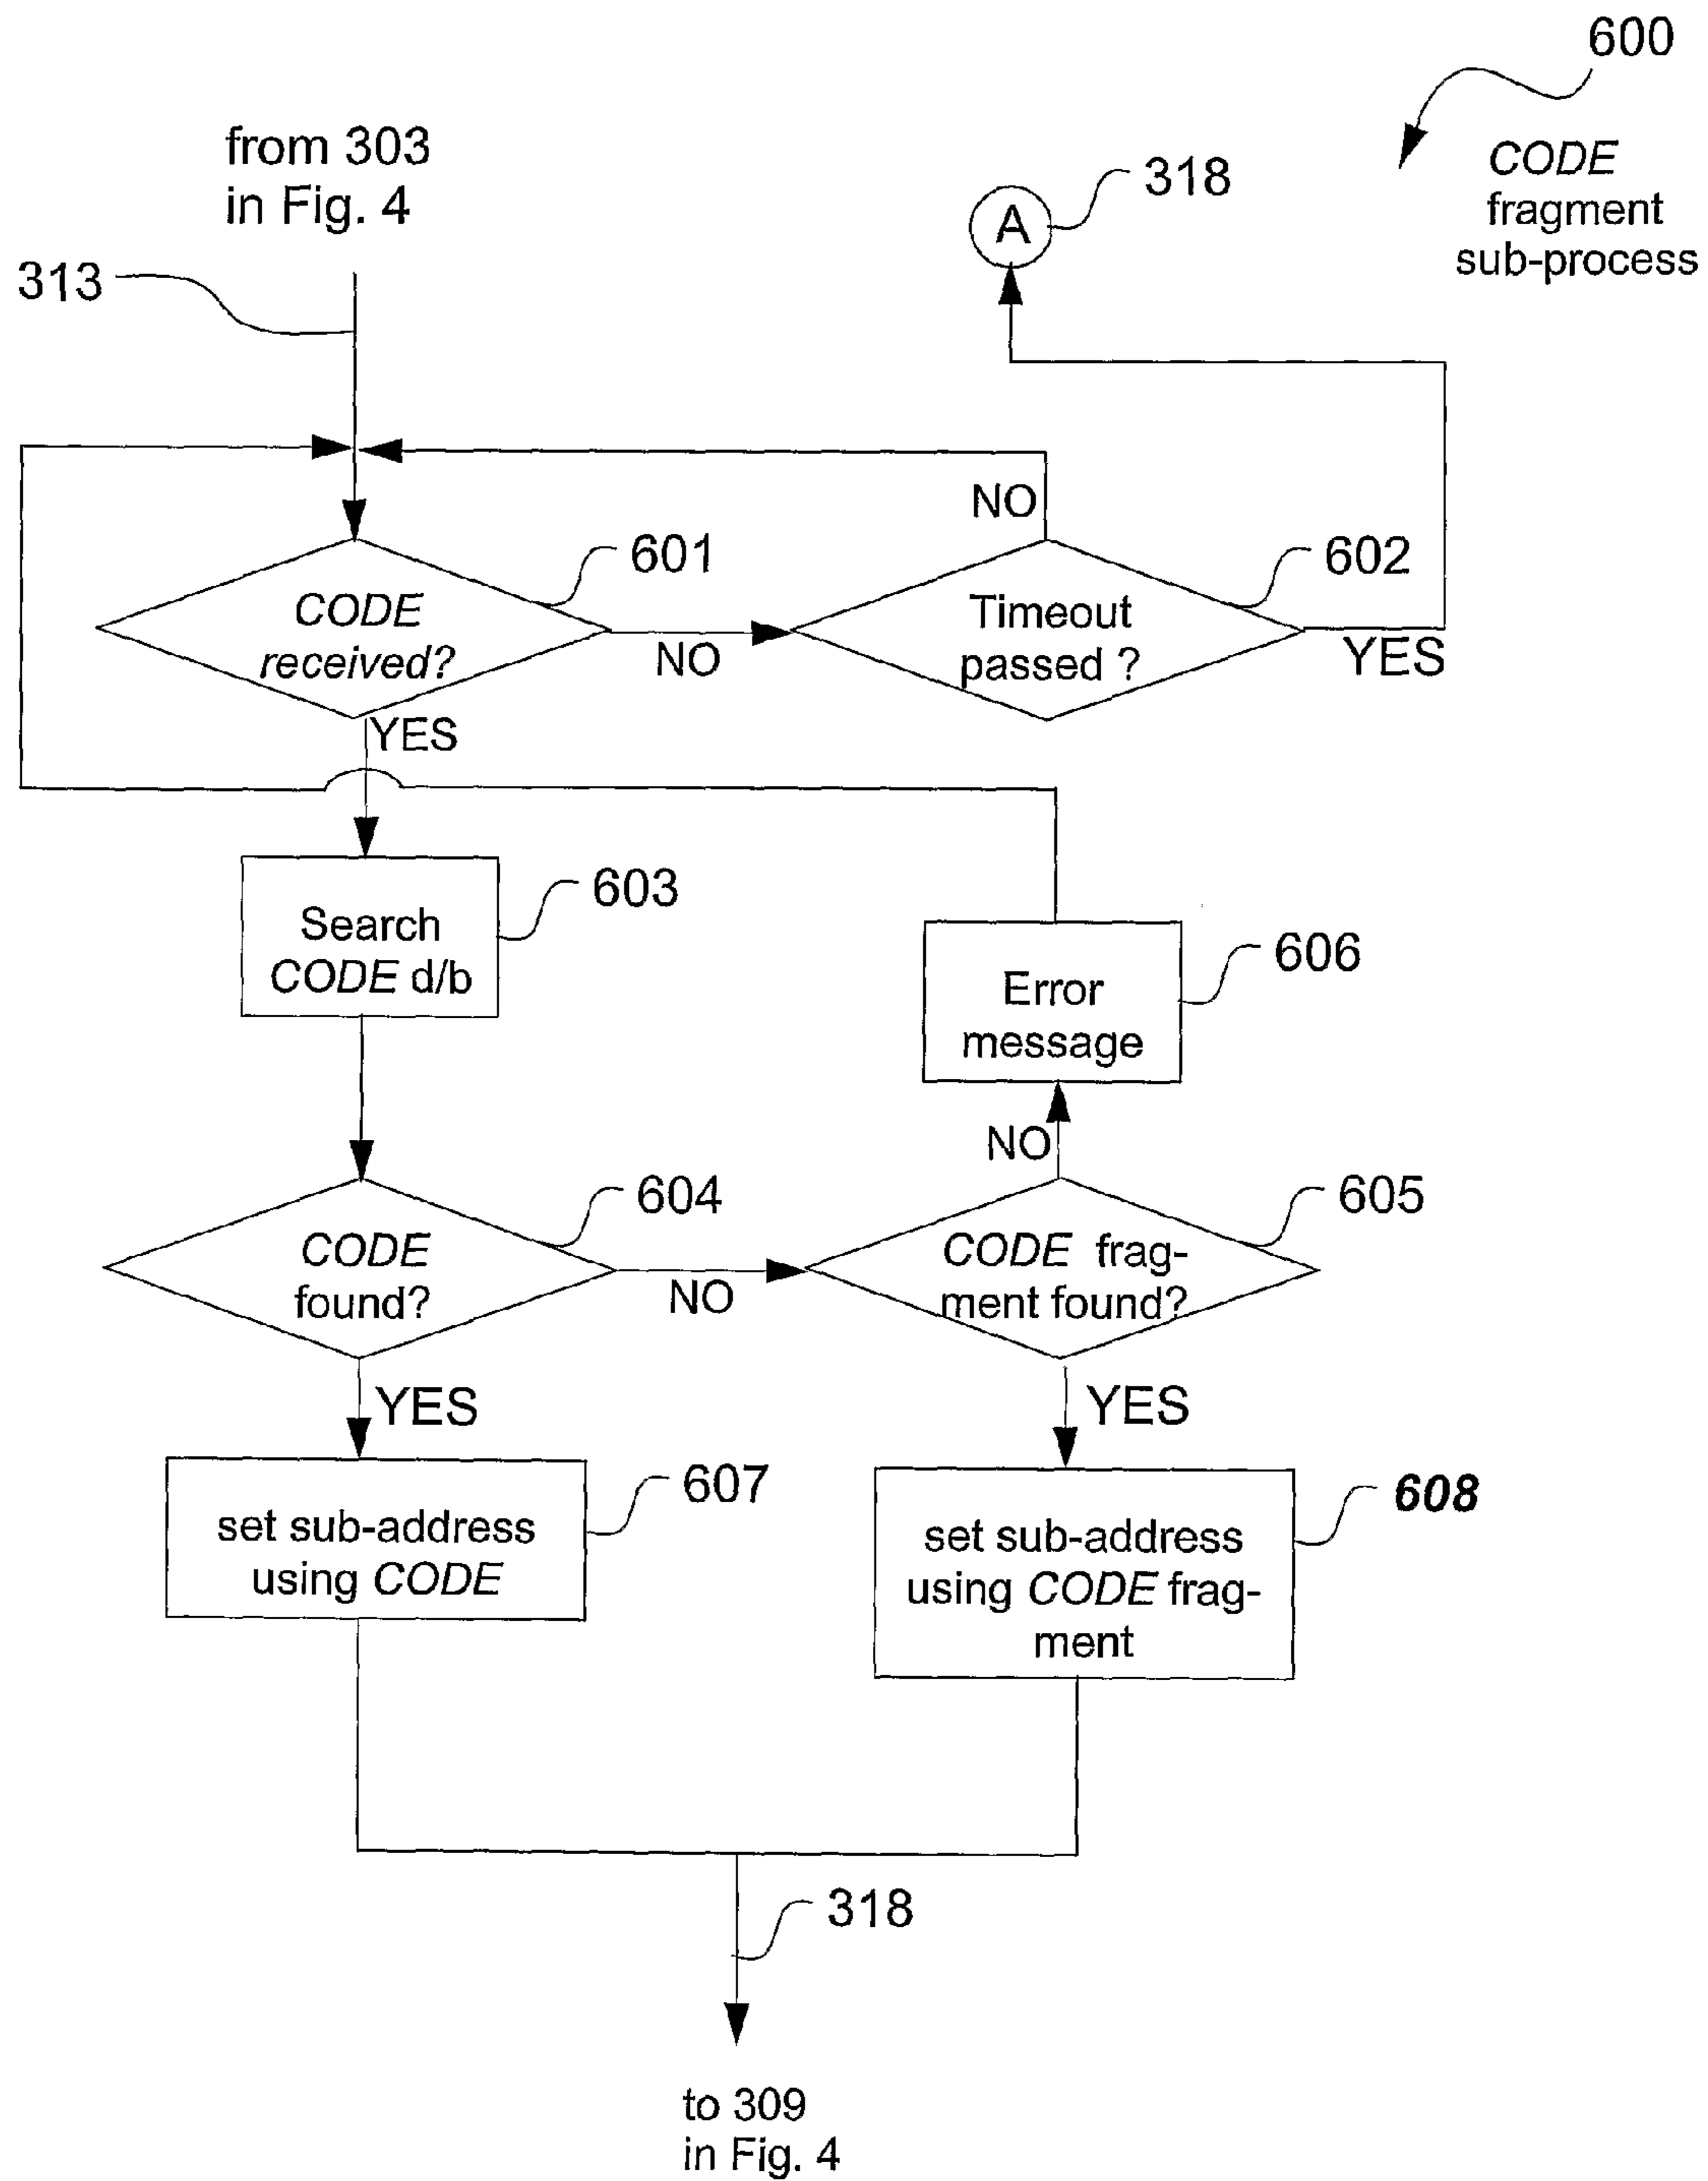 600
CODE
fragment
sub-process
from 303
in Fig. 4
318
A
313
NO
601
602
CODE
received?
NO
Timeout
passed ?
YES
YES
603
Search
CODE d/b
606
Error
message
NO
604
605
CODE
found?
NO
CODE frag-
ment found?
YES
YES
607
608
set sub-address
using CODE
set sub-address
using CODE frag-
ment
318
to 309
in Fig. 4